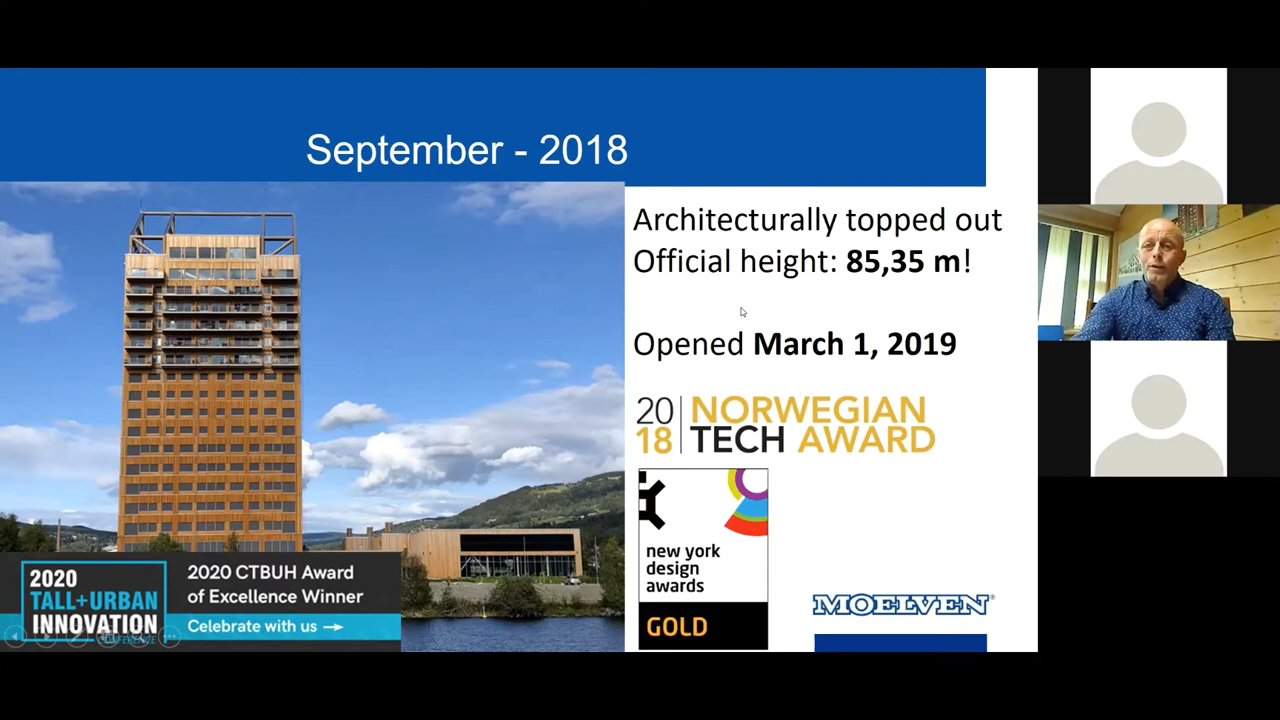 September - 2018
Architecturally topped out
Official height: 85,35 m!
Opened March 1, 2019
20
18
NORWEGIAN
TECH AWARD
new york
design
awards
GOLD
2020
TALL+URBAN
INNOVATION
CONFERENCE
2020 CTBUH Award
of Excellence Winner
Celebrate with us →
MOELVEN®